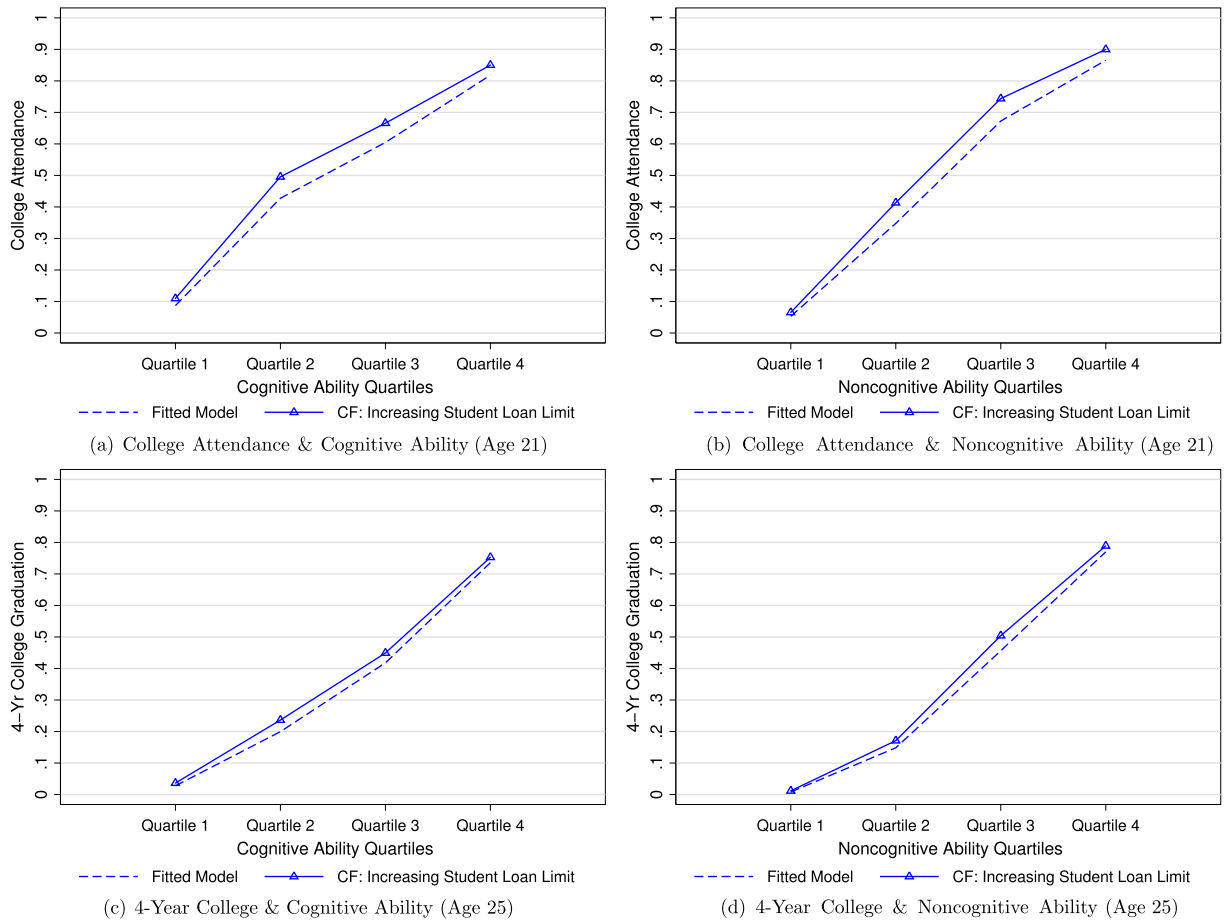 College Attendance
1
.9
.8
.7
.6
.5
.4
.3
.2
.1
0
Quartile 1 Quartile 2 Quartile 3 Quartile 4
Cognitive Ability Quartiles
Fitted Model CF: Increasing Student Loan Limit
(a) College Attendance & Cognitive Ability (Age 21)
College Attendance
1
.9
.8
.7
.6
.5
.4
.3
.2
.1
0
Quartile 1 Quartile 2 Quartile 3 Quartile 4
Noncognitive Ability Quartiles
Fitted Model CF: Increasing Student Loan Limit
(b) College Attendance & Noncognitive Ability (Age 21)
4−Yr College Graduation
1
.9
.8
.7
.6
.5
.4
.3
.2
.1
0
Quartile 1 Quartile 2 Quartile 3 Quartile 4
Cognitive Ability Quartiles
Fitted Model CF: Increasing Student Loan Limit
(c) 4-Year College & Cognitive Ability (Age 25)
4−Yr College Graduation
1
.9
.8
.7
.6
.5
.4
.3
.2
.1
0
Quartile 1 Quartile 2 Quartile 3 Quartile 4
Noncognitive Ability Quartiles
Fitted Model CF: Increasing Student Loan Limit
(d) 4-Year College & Noncognitive Ability (Age 25)